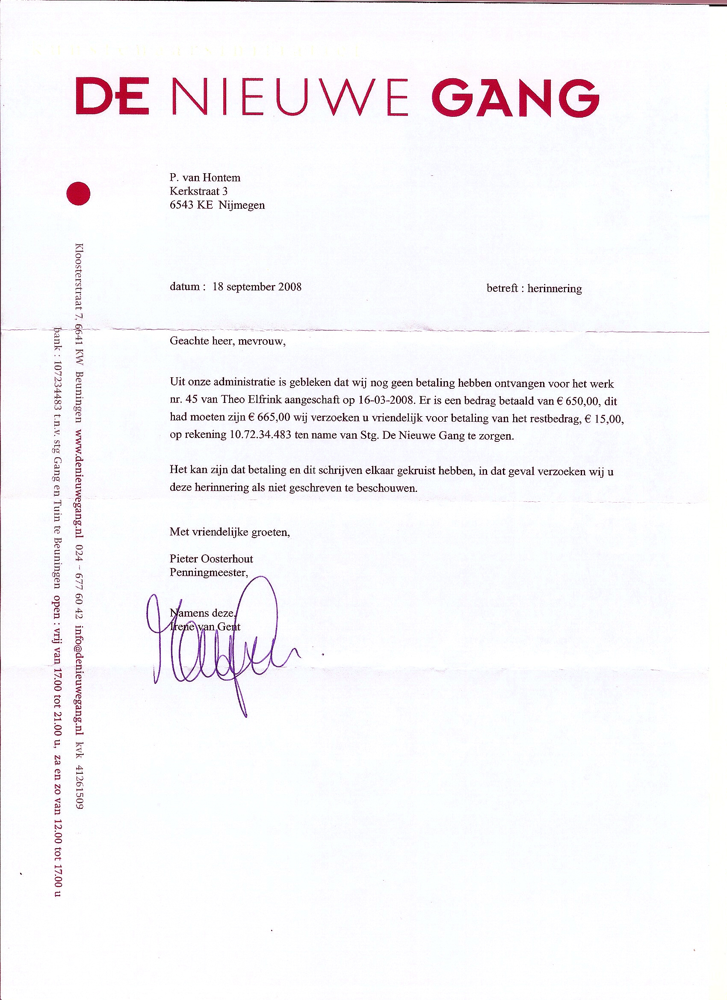 kunstenaarsinitiatief
DE NIEUWE GANG
P. van Hontem
Kerkstraat 3
6543 KE Nijmegen
datum : 18 september 2008
betreft : herinnering
Geachte heer, mevrouw,
Uit onze administratie is gebleken dat wij nog geen betaling hebben ontvangen voor het werk
nr. 45 van Theo Elfrink aangeschaft op 16-03-2008. Er is een bedrag betaald van € 650,00, dit
had moeten zijn € 665,00 wij verzoeken u vriendelijk voor betaling van het restbedrag, € 15,00,
op rekening 10.72.34.483 ten name van Stg. De Nieuwe Gang te zorgen.
Het kan zijn dat betaling en dit schrijven elkaar gekruist hebben, in dat geval verzoeken wij u
deze herinnering als niet geschreven te beschouwen.
Met vriendelijke groeten,
Pieter Oosterhout
Penningmeester,
Namens deze,
Irene van Gent
Kloosterstraat 7, 6641 KW Beuningen www.denieuwegang.nl 024 - 677 60 42 info@denieuwegang.nl kvk 41261509
bank : 107234483 t.n.v. stg Gang en Tuin te Beuningen open : vrij van 17.00 tot 21.00 u, za en zo van 12.00 tot 17.00 u